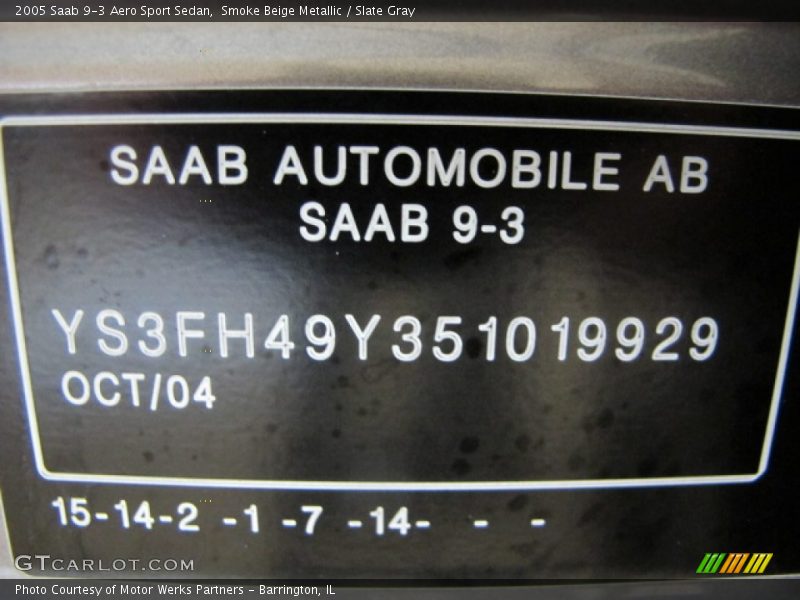 2005 Saab 9-3 Aero Sport Sedan,  Smoke Beige Metallic / Slate Gray
SAAB AUTOMOBILE AB
SAAB 9-3
YS3FH49Y351019929
OCT/04
15-14-2 -1 -7 -14- - -
GTCARLOT.COM
Photo Courtesy of Motor Werks Partners - Barrington, IL